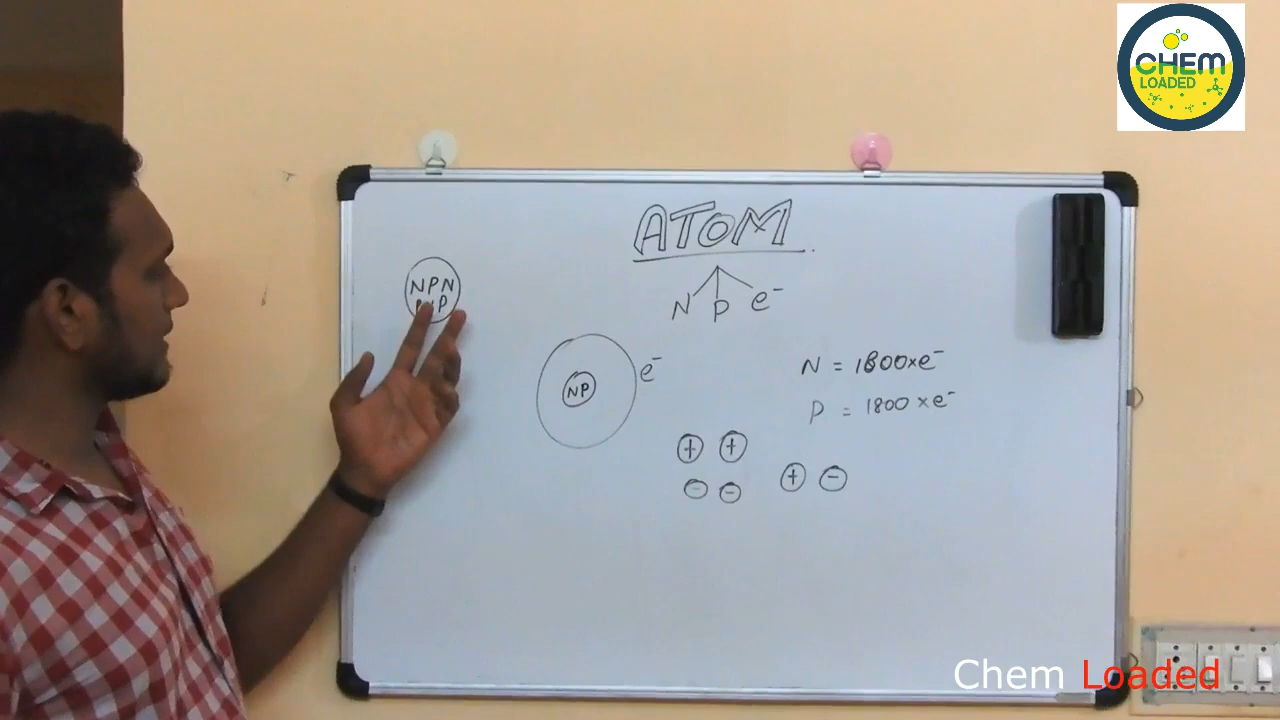 CHEM
LOADED
ATOM
N P e⁻
NPN
P
NP
e⁻
N = 1800×e⁻
P = 1800×e⁻
+ +
- -
+ -
Chem Loaded